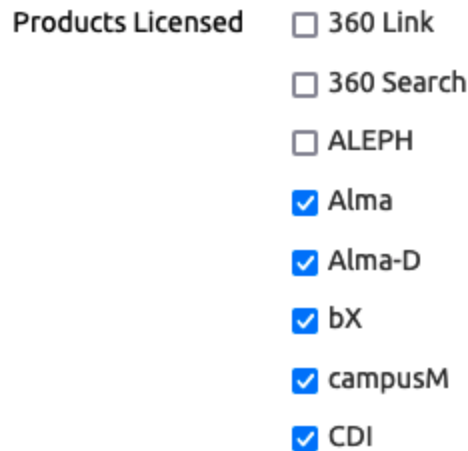 Products Licensed
360 Link
360 Search
ALEPH
Alma
Alma-D
bX
campusM
CDI